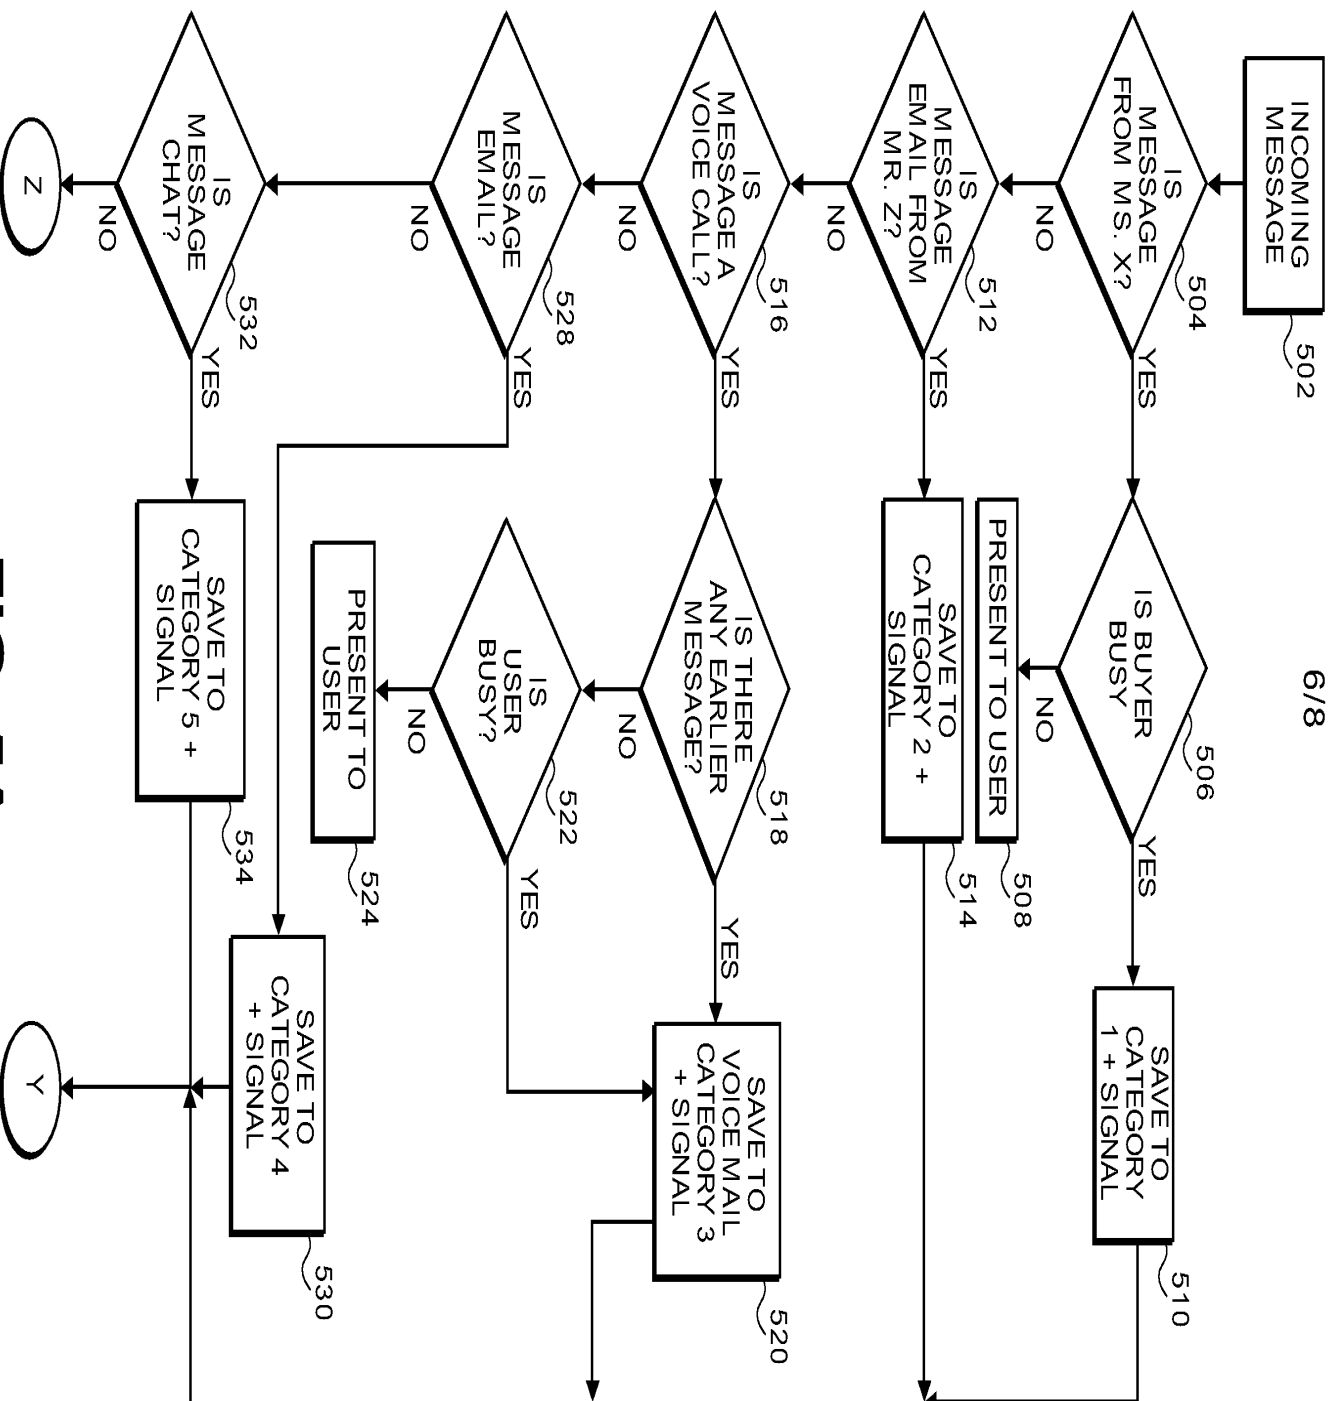 6/8
INCOMING
MESSAGE
502
IS
MESSAGE
FROM MS. X?
504
YES
NO
IS BUYER
BUSY
506
YES
NO
SAVE TO
CATEGORY
1 + SIGNAL
510
PRESENT TO USER
508
IS
MESSAGE
EMAIL FROM
MR. Z?
512
YES
NO
SAVE TO
CATEGORY 2 +
SIGNAL
514
IS
MESSAGE A
VOICE CALL?
516
YES
NO
IS THERE
ANY EARLIER
MESSAGE?
518
YES
NO
SAVE TO
VOICE MAIL
CATEGORY 3
+ SIGNAL
520
IS
USER
BUSY?
522
YES
NO
PRESENT TO
USER
524
IS
MESSAGE
EMAIL?
528
YES
NO
SAVE TO
CATEGORY 4
+ SIGNAL
530
IS
MESSAGE
CHAT?
532
YES
NO
SAVE TO
CATEGORY 5 +
SIGNAL
534
Z
Y